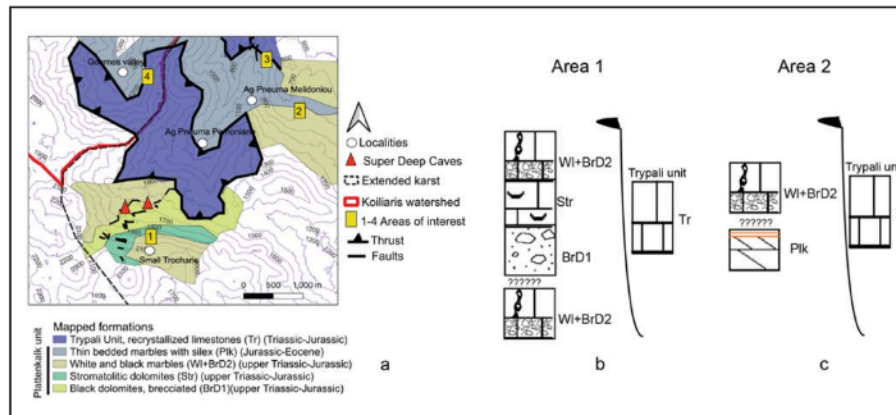 Gournes valley
4
3
Ag Pneuma Melidoniou
2
Ag Pneuma Perroniana
1
Small Trocharis
0 500 1,000 m
Localities
Super Deep Caves
Extended karst
Koiliaris watershed
1-4 Areas of interest
Thrust
Faults
Plattenkalk unit
Mapped formations
Trypali Unit, recrystallized limestones (Tr) (Triassic-Jurassic)
Thin bedded marbles with silex (Plk) (Jurassic-Eocene)
White and black marbles (Wl+BrD2) (upper Triassic-Jurassic)
Stromatolitic dolomites (Str) (upper Triassic-Jurassic)
Black dolomites, brecciated (BrD1)(upper Triassic-Jurassic)
a
Area 1
Wl+BrD2
Str
BrD1
??????
Wl+BrD2
Trypali unit
Tr
b
Area 2
Wl+BrD2
??????
Plk
Trypali unit
Tr
c